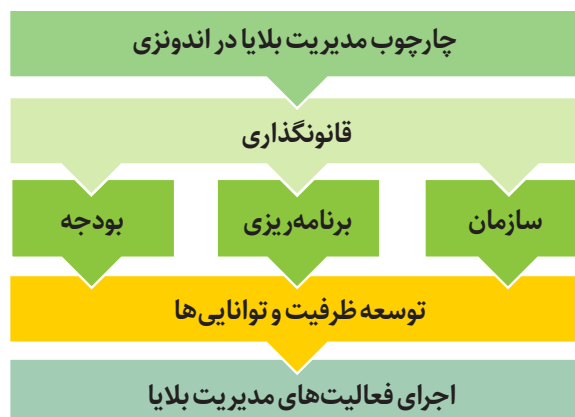 چارچوب مدیریت بلایا در اندونزی
قانونگذاری
سازمان
برنامه‌ریزی
بودجه
توسعه ظرفیت و توانایی‌ها
اجرای فعالیت‌های مدیریت بلایا